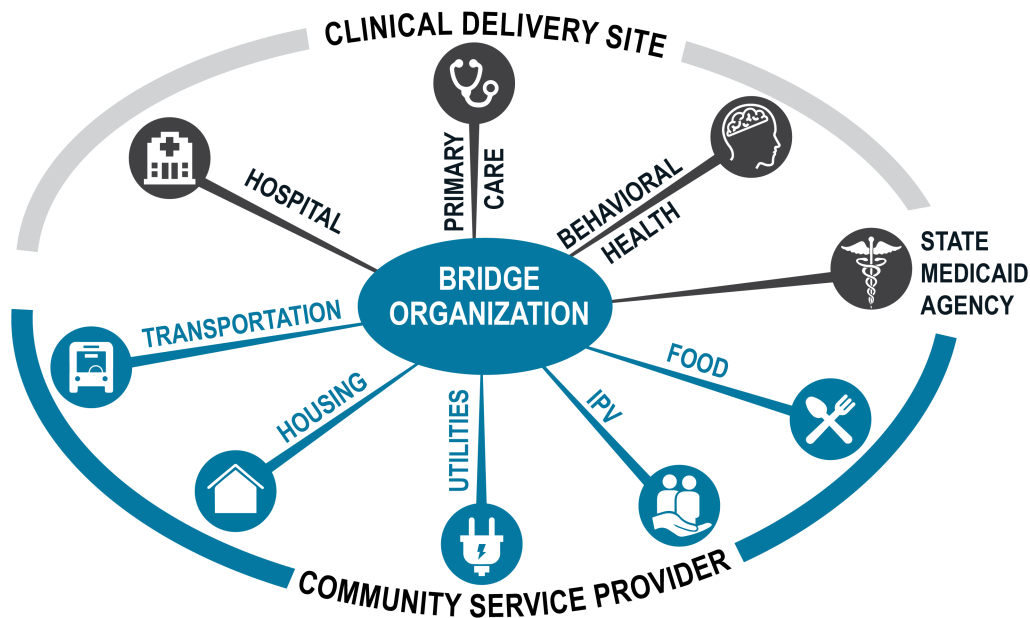 CLINICAL DELIVERY SITE
HOSPITAL
PRIMARY
CARE
BEHAVIORAL
HEALTH
STATE
MEDICAID
AGENCY
BRIDGE
ORGANIZATION
TRANSPORTATION
HOUSING
UTILITIES
IPV
FOOD
COMMUNITY SERVICE PROVIDER